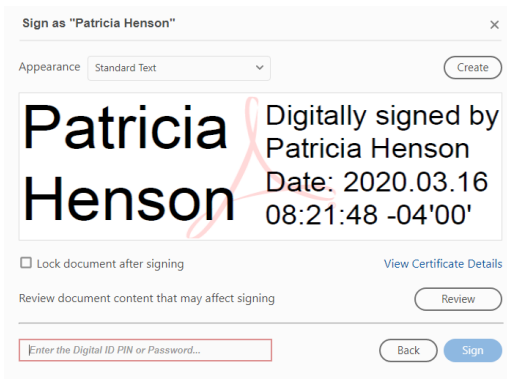 Sign as "Patricia Henson"
Appearance Standard Text Create
Patricia
Henson
Digitally signed by
Patricia Henson
Date: 2020.03.16
08:21:48 -04'00'
Lock document after signing View Certificate Details
Review document content that may affect signing Review
Enter the Digital ID PIN or Password... Back Sign